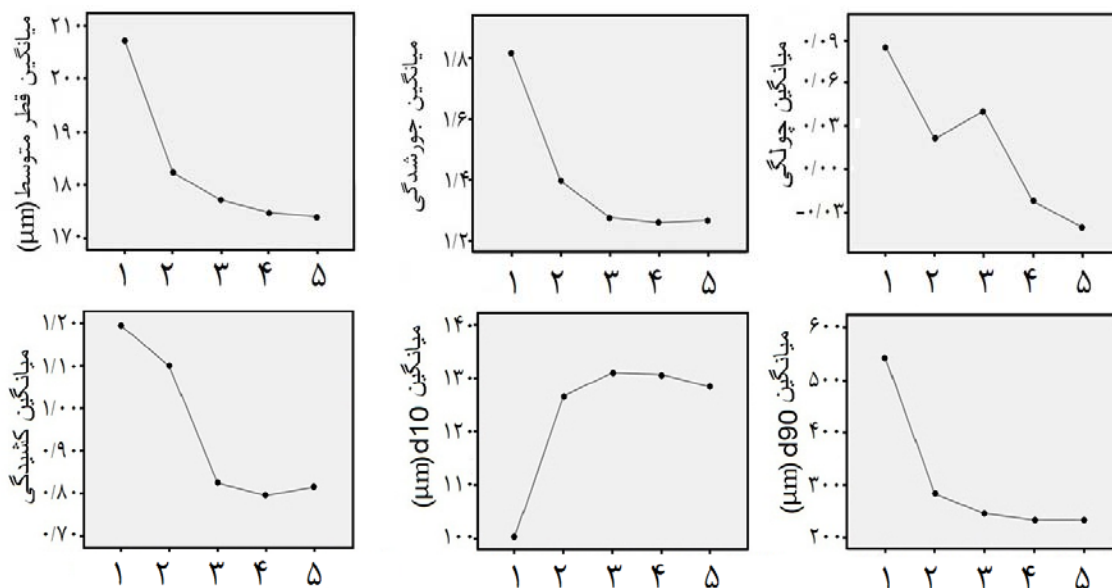 میانگین قطر متوسط (µm)
۲۱۰
۲۰۰
۱۹۰
۱۸۰
۱۷۰
۱ ۲ ۳ ۴ ۵
میانگین جورشدگی
۱/۸
۱/۶
۱/۴
۱/۲
۱ ۲ ۳ ۴ ۵
میانگین چولگی
۰/۰۹
۰/۰۶
۰/۰۳
۰/۰۰
-۰/۰۳
۱ ۲ ۳ ۴ ۵
میانگین کشیدگی
۱/۲۰
۱/۱۰
۱/۰۰
۰/۹۰
۰/۸۰
۰/۷۰
۱ ۲ ۳ ۴ ۵
میانگین d10 (µm)
۱۴۰
۱۳۰
۱۲۰
۱۱۰
۱۰۰
۱ ۲ ۳ ۴ ۵
میانگین d90 (µm)
۶۰۰
۵۰۰
۴۰۰
۳۰۰
۲۰۰
۱ ۲ ۳ ۴ ۵